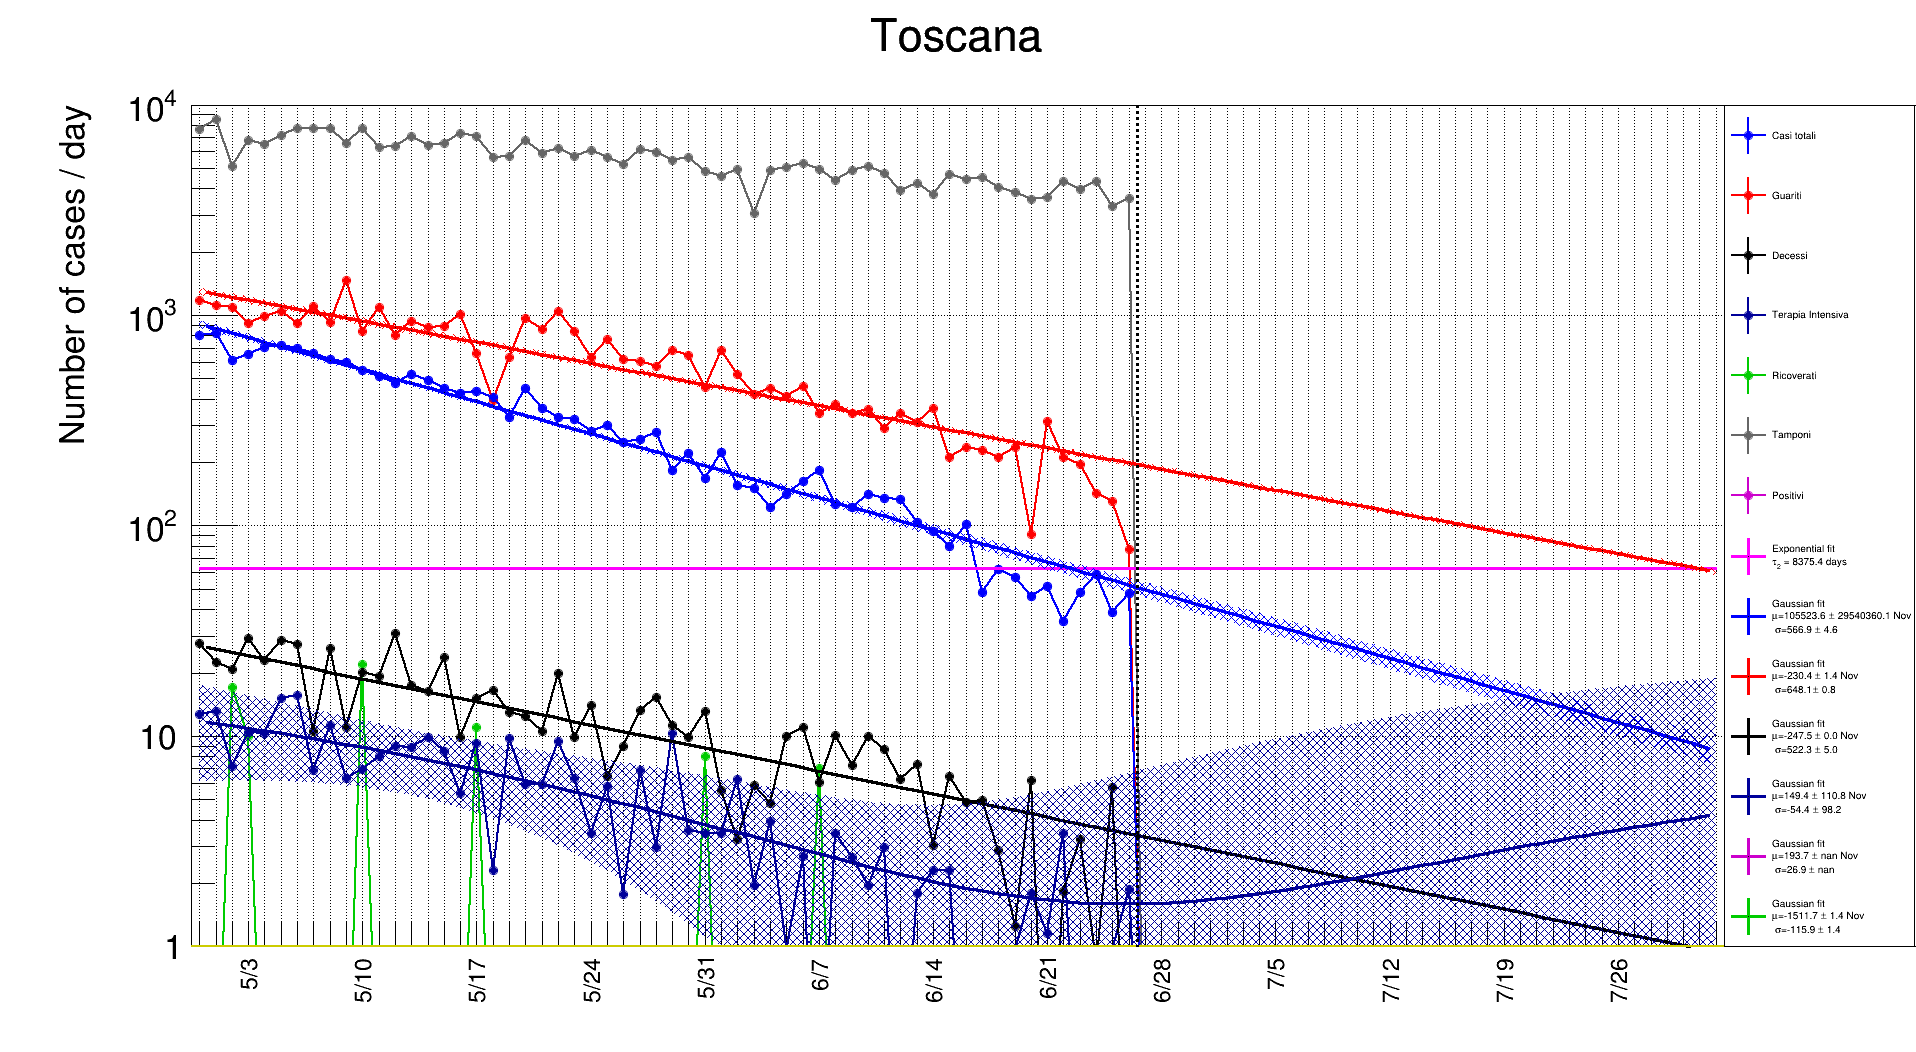 Toscana
Number of cases / day
10^4
10^3
10^2
10
1
5/3
5/10
5/17
5/24
5/31
6/7
6/14
6/21
6/28
7/5
7/12
7/19
7/26
Casi totali
Guariti
Decessi
Terapia Intensiva
Ricoverati
Tamponi
Positivi
Exponential fit
τ₂ = 8375.4 days
Gaussian fit
μ=105523.6 ± 29540360.1 Nov
σ=566.9 ± 4.6
Gaussian fit
μ=-230.4 ± 1.4 Nov
σ=648.1± 0.8
Gaussian fit
μ=-247.5 ± 0.0 Nov
σ=522.3 ± 5.0
Gaussian fit
μ=149.4 ± 110.8 Nov
σ=-54.4 ± 98.2
Gaussian fit
μ=193.7 ± nan Nov
σ=26.9 ± nan
Gaussian fit
μ=-1511.7 ± 1.4 Nov
σ=-115.9 ± 1.4